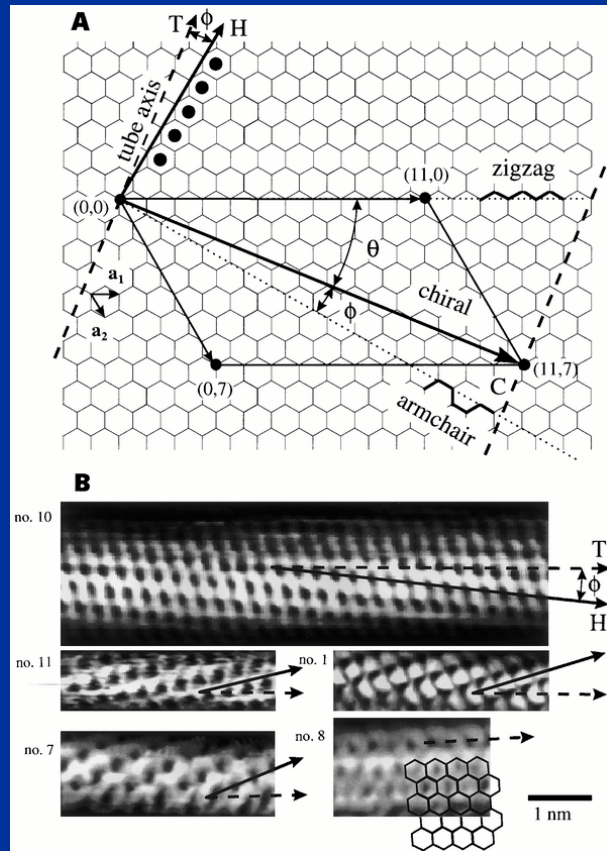 A
T
ϕ
H
tube axis
zigzag
(0,0)
(11,0)
θ
a₁
a₂
chiral
ϕ
(0,7)
C
(11,7)
armchair
B
no. 10
T
ϕ
H
no. 11
no. 1
no. 7
no. 8
1 nm